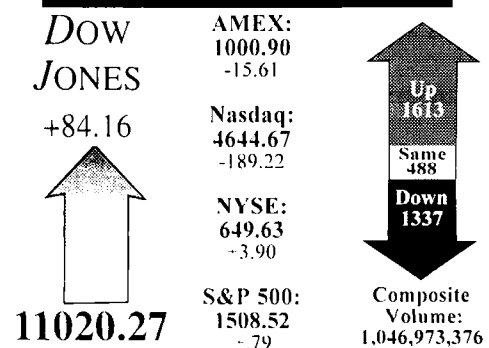 DOW
JONES
+84.16
11020.27
AMEX:
1000.90
-15.61
Nasdaq:
4644.67
-189.22
NYSE:
649.63
+3.90
S&P 500:
1508.52
.79
Up
1613
Same
488
Down
1337
Composite
Volume:
1,046,973,376